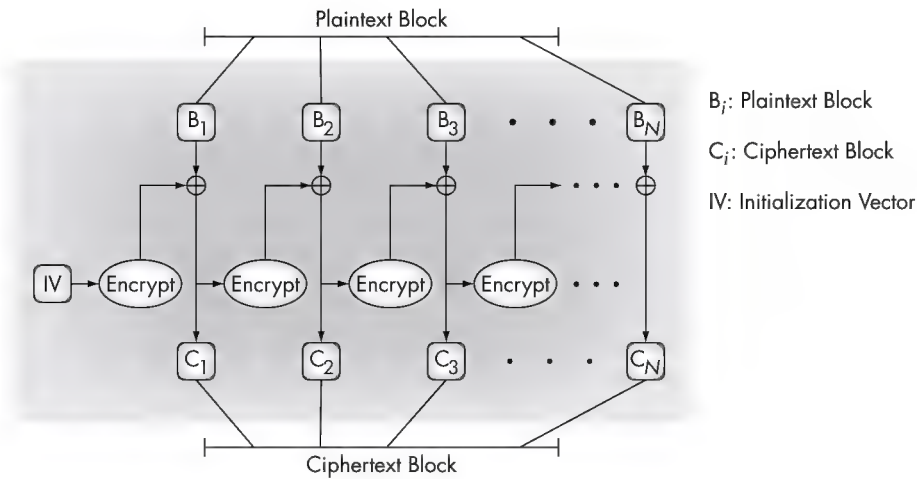 Plaintext Block
B1 B2 B3 . . . BN
Bi: Plaintext Block
Ci: Ciphertext Block
IV: Initialization Vector
. . .
IV Encrypt Encrypt Encrypt Encrypt . . .
C1 C2 C3 . . . CN
Ciphertext Block